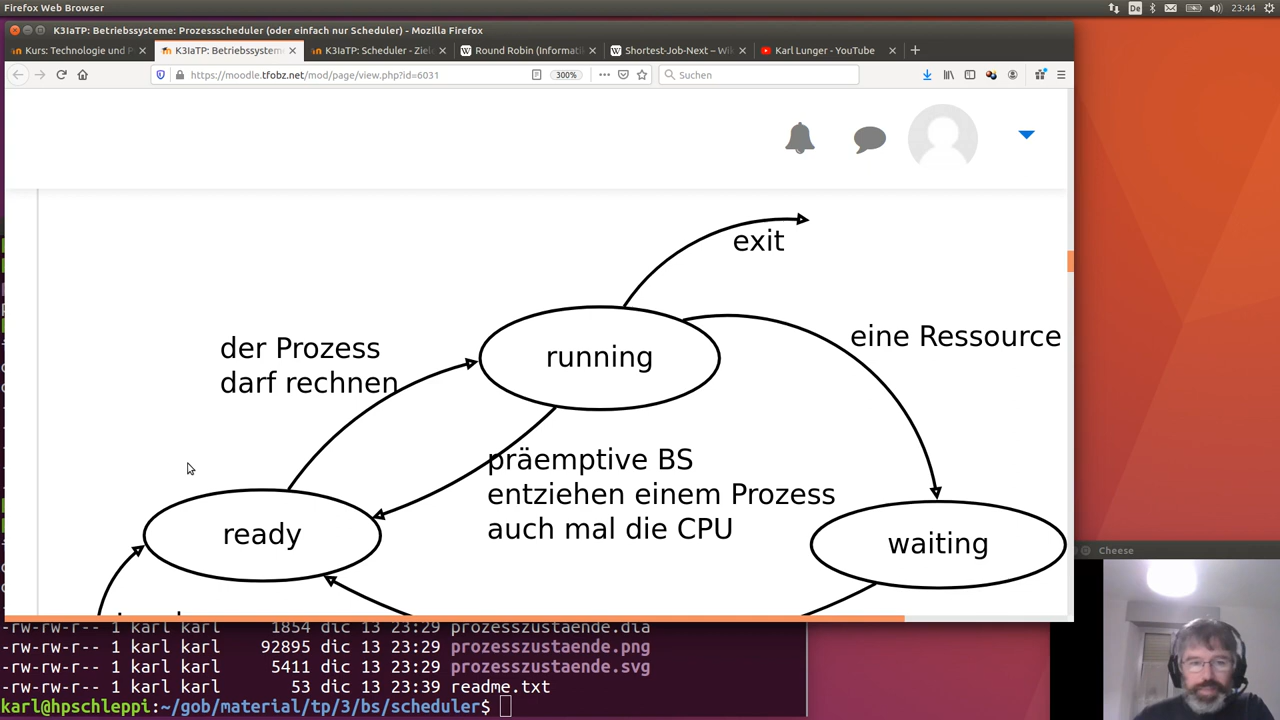 Firefox Web Browser
De
23:44
K3IaTP: Betriebssysteme: Prozessscheduler (oder einfach nur Scheduler) - Mozilla Firefox
Kurs: Technologie und P
K3IaTP: Betriebssysteme
K3IaTP: Scheduler - Ziel
Round Robin (Informati
Shortest-Job-Next – Wi
Karl Lunger - YouTube
https://moodle.tfobz.net/mod/page/view.php?id=6031
300%
Suchen
exit
eine Ressource
der Prozess
darf rechnen
running
präemptive BS
entziehen einem Prozess
auch mal die CPU
ready
waiting
Cheese
-rw-rw-r-- 1 karl karl 1854 dic 13 23:29 prozesszustaende.dia
-rw-rw-r-- 1 karl karl 92895 dic 13 23:29 prozesszustaende.png
-rw-rw-r-- 1 karl karl 5411 dic 13 23:29 prozesszustaende.svg
-rw-rw-r-- 1 karl karl 53 dic 13 23:39 readme.txt
karl@hpschleppi:~/gob/material/tp/3/bs/scheduler$